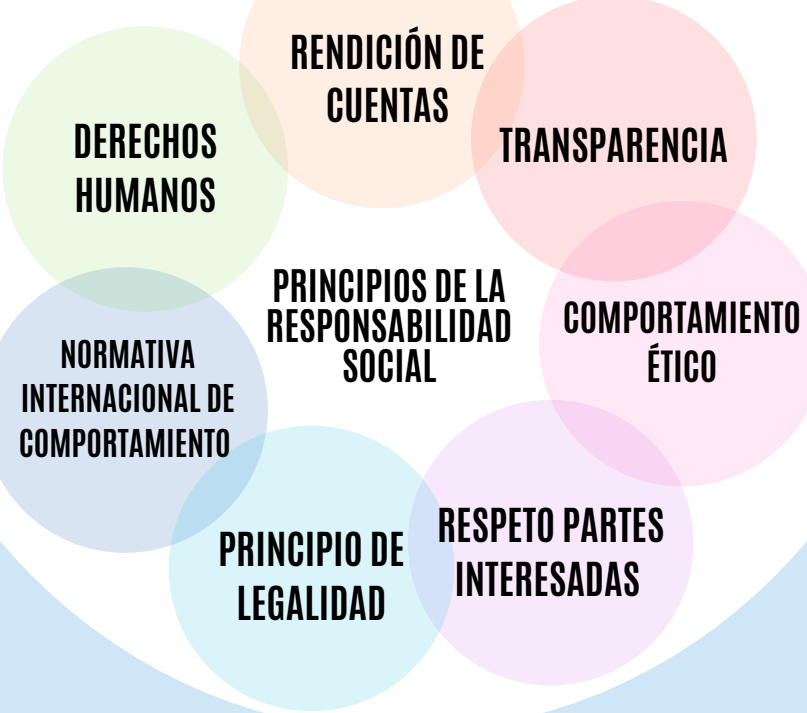 RENDICIÓN DE
CUENTAS
TRANSPARENCIA
DERECHOS
HUMANOS
PRINCIPIOS DE LA
RESPONSABILIDAD
SOCIAL
COMPORTAMIENTO
ÉTICO
NORMATIVA
INTERNACIONAL DE
COMPORTAMIENTO
RESPETO PARTES
INTERESADAS
PRINCIPIO DE
LEGALIDAD